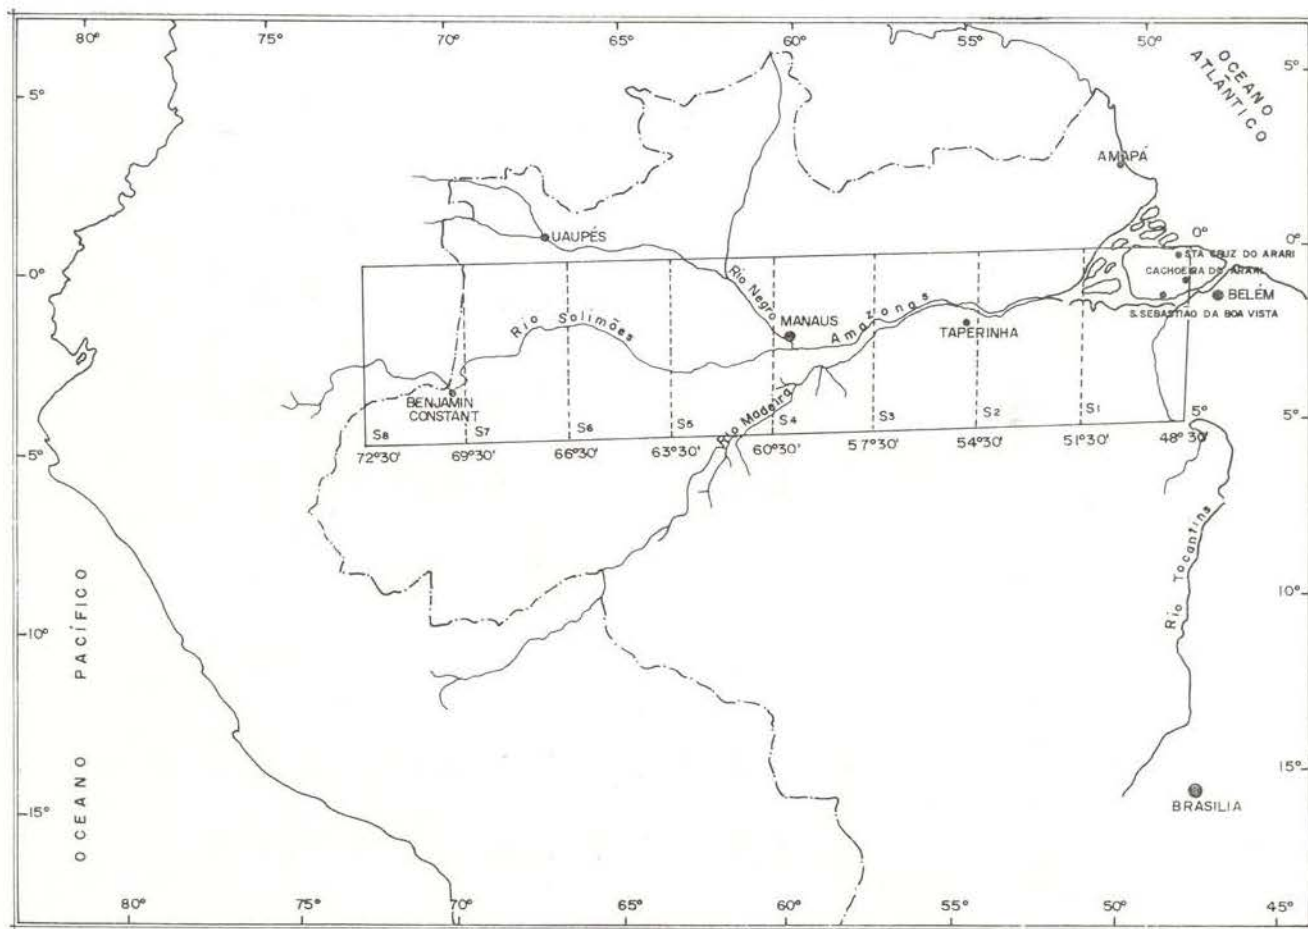 80°
75°
65°
60°
55°
50°
5°
5°
OCEANO
ATLÂNTICO
AMAPÁ
UAUPÉS
0°
0°
STA CRUZ DO ARARI
CACHOEIRA DO ARARI
BELÉM
S. SEBASTIÃO DA BOA VISTA
Rio Negro
Rio Solimões
MANAUS
Amazonas
TAPERINHA
BENJAMIN
CONSTANT
Rio Madeira
S8
S7
S6
S5
S4
S3
S2
S1
5°
5°
5°
72°30'
69°30'
66°30'
63°30'
60°30'
57°30'
54°30'
51°30'
48°30'
Rio Tocantins
10°
10°
OCEANO PACÍFICO
15°
15°
BRASILIA
80°
75°
70°
65°
60°
55°
50°
45°